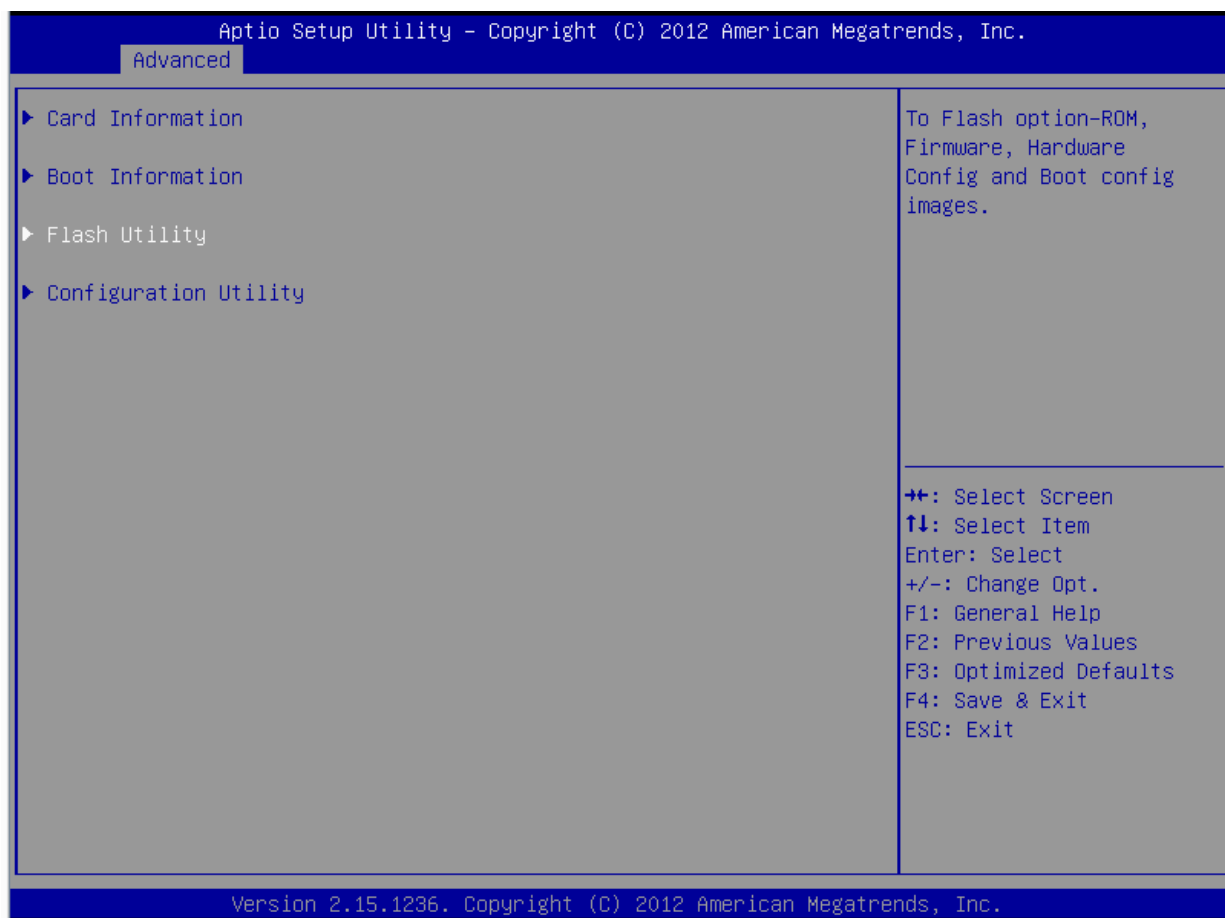 Aptio Setup Utility – Copyright (C) 2012 American Megatrends, Inc.
Advanced
▶ Card Information
▶ Boot Information
▶ Flash Utility
▶ Configuration Utility
To Flash option-ROM,
Firmware, Hardware
Config and Boot config
images.
→←: Select Screen
↑↓: Select Item
Enter: Select
+/-: Change Opt.
F1: General Help
F2: Previous Values
F3: Optimized Defaults
F4: Save & Exit
ESC: Exit
Version 2.15.1236. Copyright (C) 2012 American Megatrends, Inc.